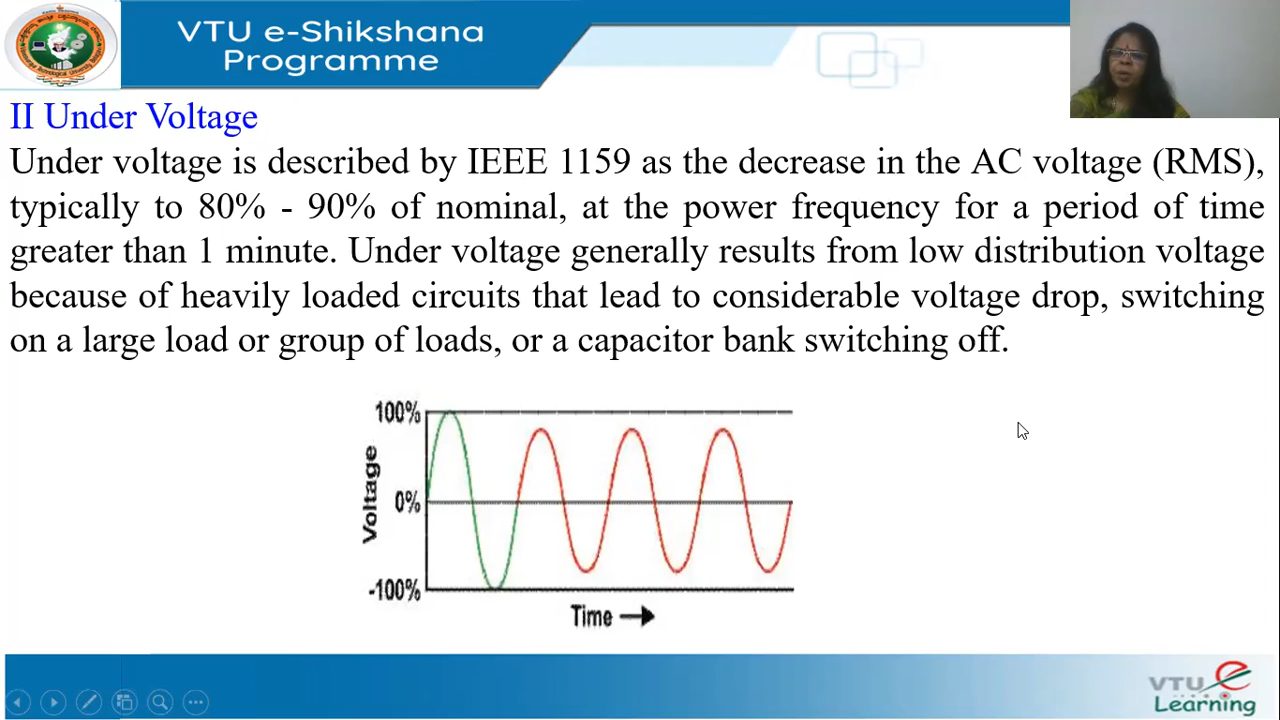 VTU e-Shikshana
Programme
II Under Voltage
Under voltage is described by IEEE 1159 as the decrease in the AC voltage (RMS),
typically to 80% - 90% of nominal, at the power frequency for a period of time
greater than 1 minute. Under voltage generally results from low distribution voltage
because of heavily loaded circuits that lead to considerable voltage drop, switching
on a large load or group of loads, or a capacitor bank switching off.
100%
Voltage
0%
-100%
Time
VTU e
Learning